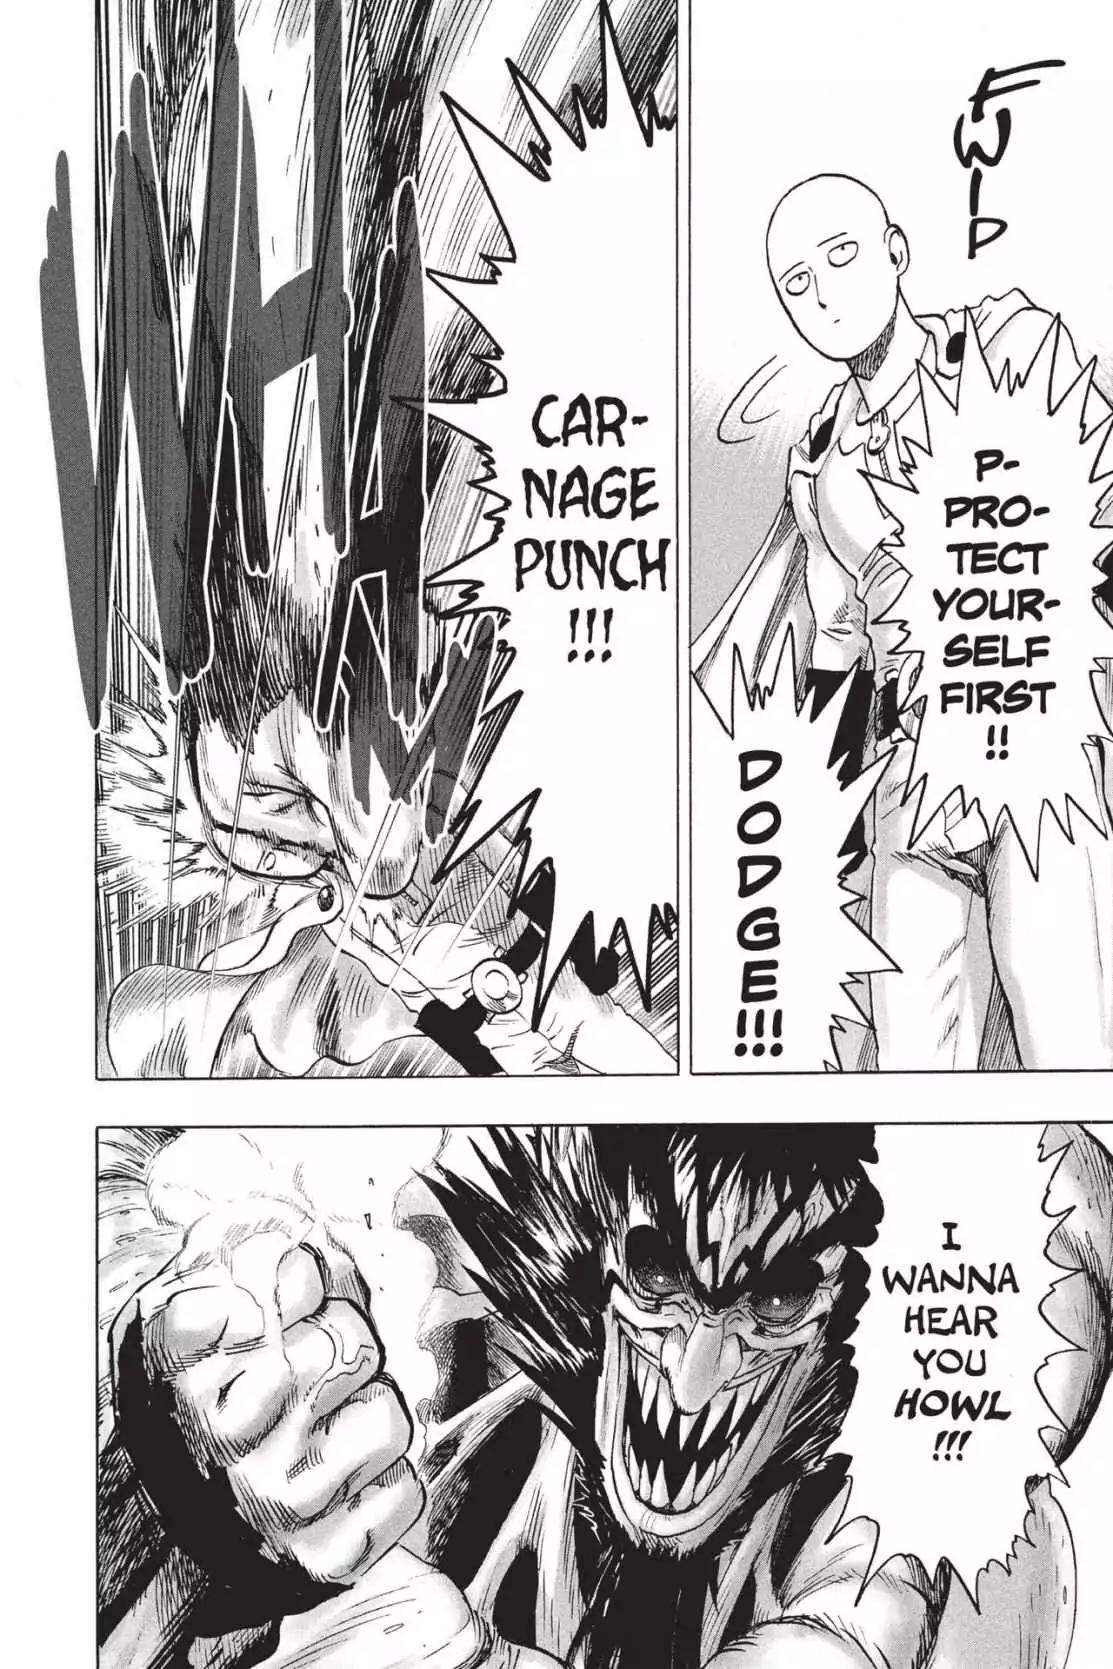 FWIP
P-
PRO-
TECT
YOUR-
SELF
FIRST
!!
DODGE!!!
CAR-
NAGE
PUNCH
!!!
WHAM
I
WANNA
HEAR
YOU
HOWL
!!!